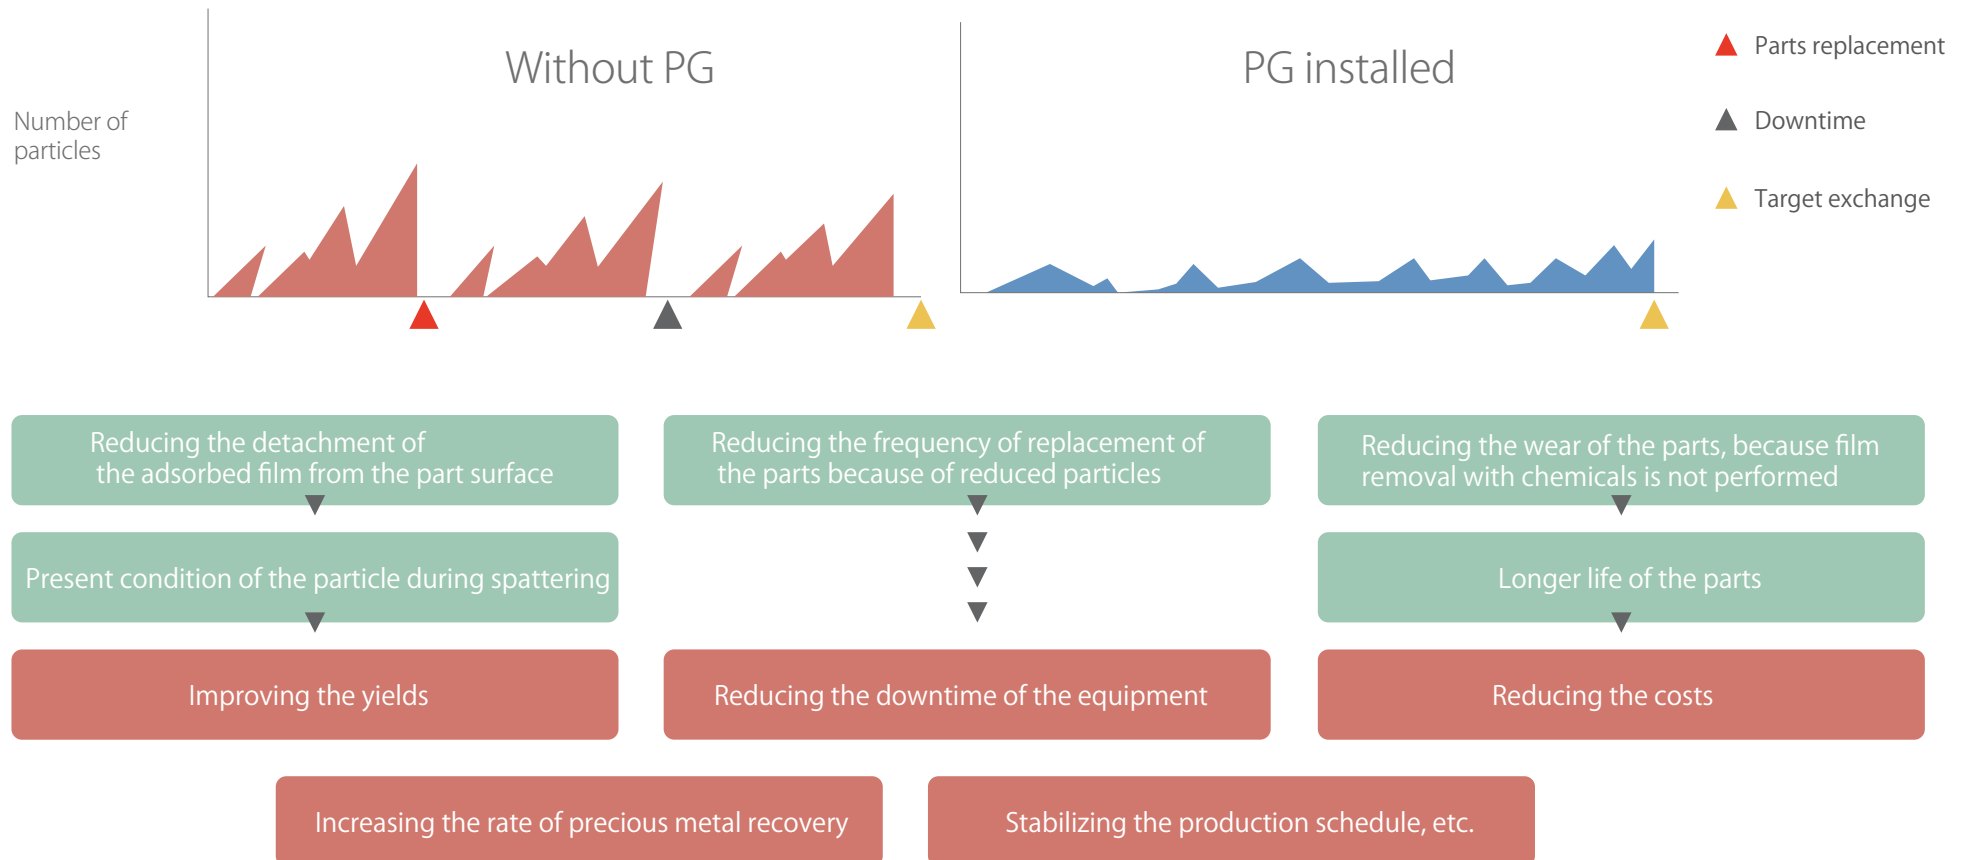 Without PG
PG installed
Number of
particles
Parts replacement
Downtime
Target exchange
Reducing the detachment of
the adsorbed film from the part surface
Reducing the frequency of replacement of
the parts because of reduced particles
Reducing the wear of the parts, because film
removal with chemicals is not performed
Present condition of the particle during spattering
Longer life of the parts
Improving the yields
Reducing the downtime of the equipment
Reducing the costs
Increasing the rate of precious metal recovery
Stabilizing the production schedule, etc.